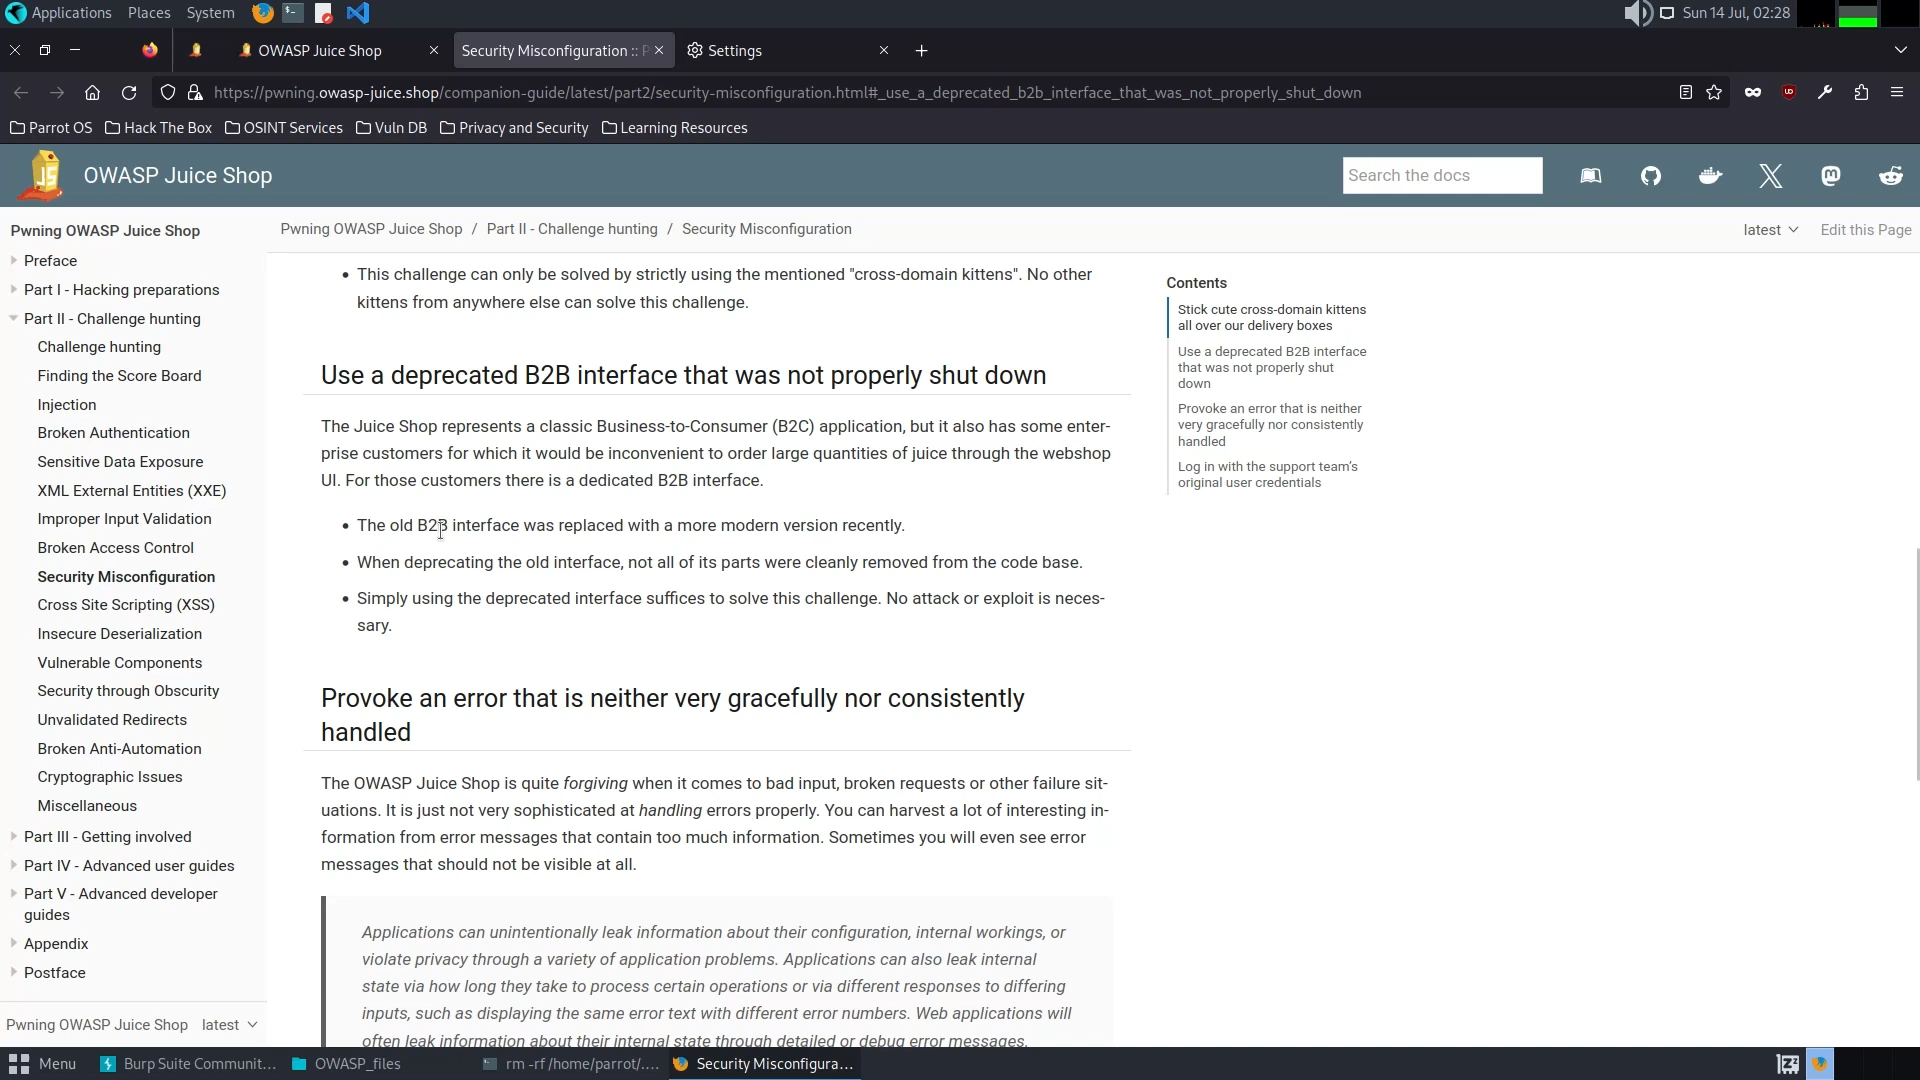 Applications Places System Sun 14 Jul, 02:28
OWASP Juice Shop Security Misconfiguration :: P Settings
https://pwning.owasp-juice.shop/companion-guide/latest/part2/security-misconfiguration.html#_use_a_deprecated_b2b_interface_that_was_not_properly_shut_down
Parrot OS Hack The Box OSINT Services Vuln DB Privacy and Security Learning Resources
OWASP Juice Shop Search the docs
Pwning OWASP Juice Shop
Preface
Part I - Hacking preparations
Part II - Challenge hunting
Challenge hunting
Finding the Score Board
Injection
Broken Authentication
Sensitive Data Exposure
XML External Entities (XXE)
Improper Input Validation
Broken Access Control
Security Misconfiguration
Cross Site Scripting (XSS)
Insecure Deserialization
Vulnerable Components
Security through Obscurity
Unvalidated Redirects
Broken Anti-Automation
Cryptographic Issues
Miscellaneous
Part III - Getting involved
Part IV - Advanced user guides
Part V - Advanced developer
guides
Appendix
Postface
Pwning OWASP Juice Shop latest
Pwning OWASP Juice Shop / Part II - Challenge hunting / Security Misconfiguration latest Edit this Page
• This challenge can only be solved by strictly using the mentioned "cross-domain kittens". No other
kittens from anywhere else can solve this challenge.
Use a deprecated B2B interface that was not properly shut down
The Juice Shop represents a classic Business-to-Consumer (B2C) application, but it also has some enter-
prise customers for which it would be inconvenient to order large quantities of juice through the webshop
UI. For those customers there is a dedicated B2B interface.
• The old B2B interface was replaced with a more modern version recently.
• When deprecating the old interface, not all of its parts were cleanly removed from the code base.
• Simply using the deprecated interface suffices to solve this challenge. No attack or exploit is neces-
sary.
Provoke an error that is neither very gracefully nor consistently
handled
The OWASP Juice Shop is quite forgiving when it comes to bad input, broken requests or other failure sit-
uations. It is just not very sophisticated at handling errors properly. You can harvest a lot of interesting in-
formation from error messages that contain too much information. Sometimes you will even see error
messages that should not be visible at all.
Applications can unintentionally leak information about their configuration, internal workings, or
violate privacy through a variety of application problems. Applications can also leak internal
state via how long they take to process certain operations or via different responses to differing
inputs, such as displaying the same error text with different error numbers. Web applications will
often leak information about their internal state through detailed or debug error messages.
Contents
Stick cute cross-domain kittens
all over our delivery boxes
Use a deprecated B2B interface
that was not properly shut
down
Provoke an error that is neither
very gracefully nor consistently
handled
Log in with the support team's
original user credentials
Menu Burp Suite Communit... OWASP_files rm -rf /home/parrot/.... Security Misconfigura...